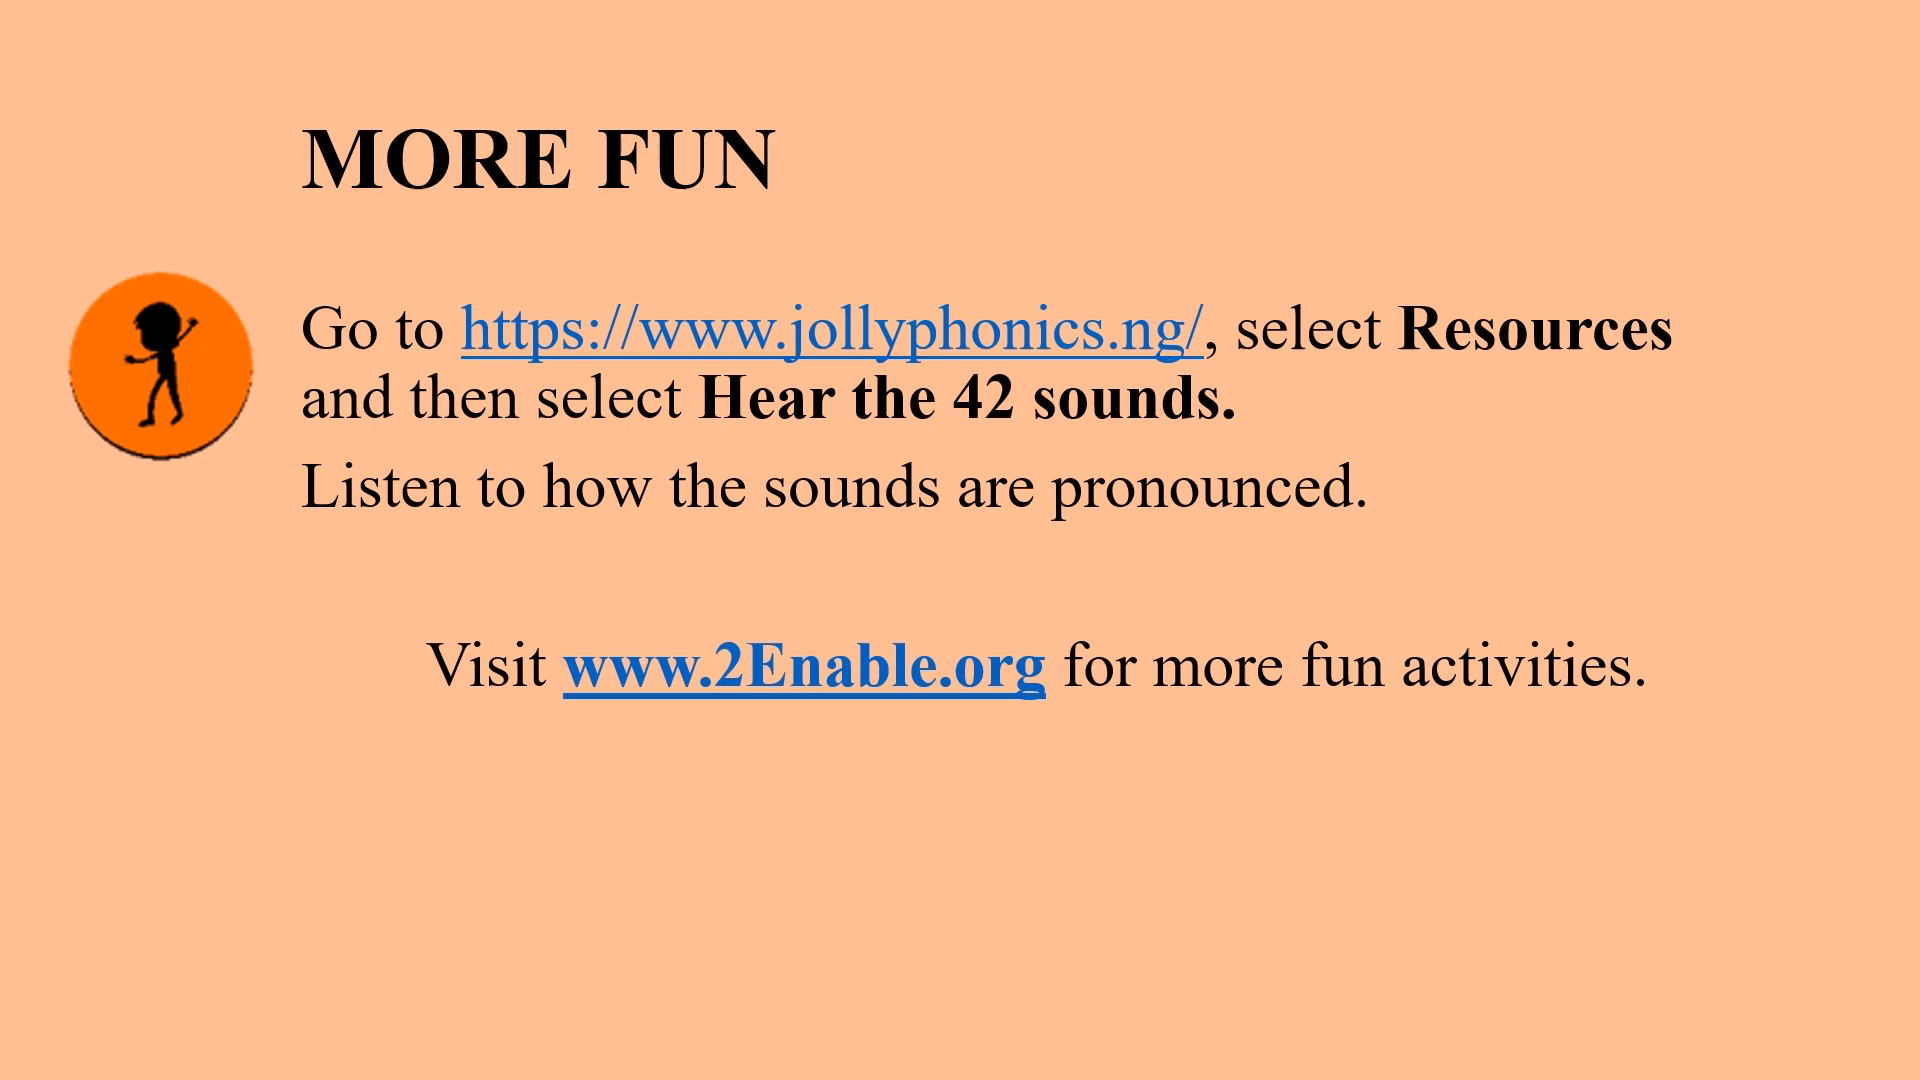 MORE FUN
Go to https://www.jollyphonics.ng/, select Resources
and then select Hear the 42 sounds.
Listen to how the sounds are pronounced.
Visit www.2Enable.org for more fun activities.